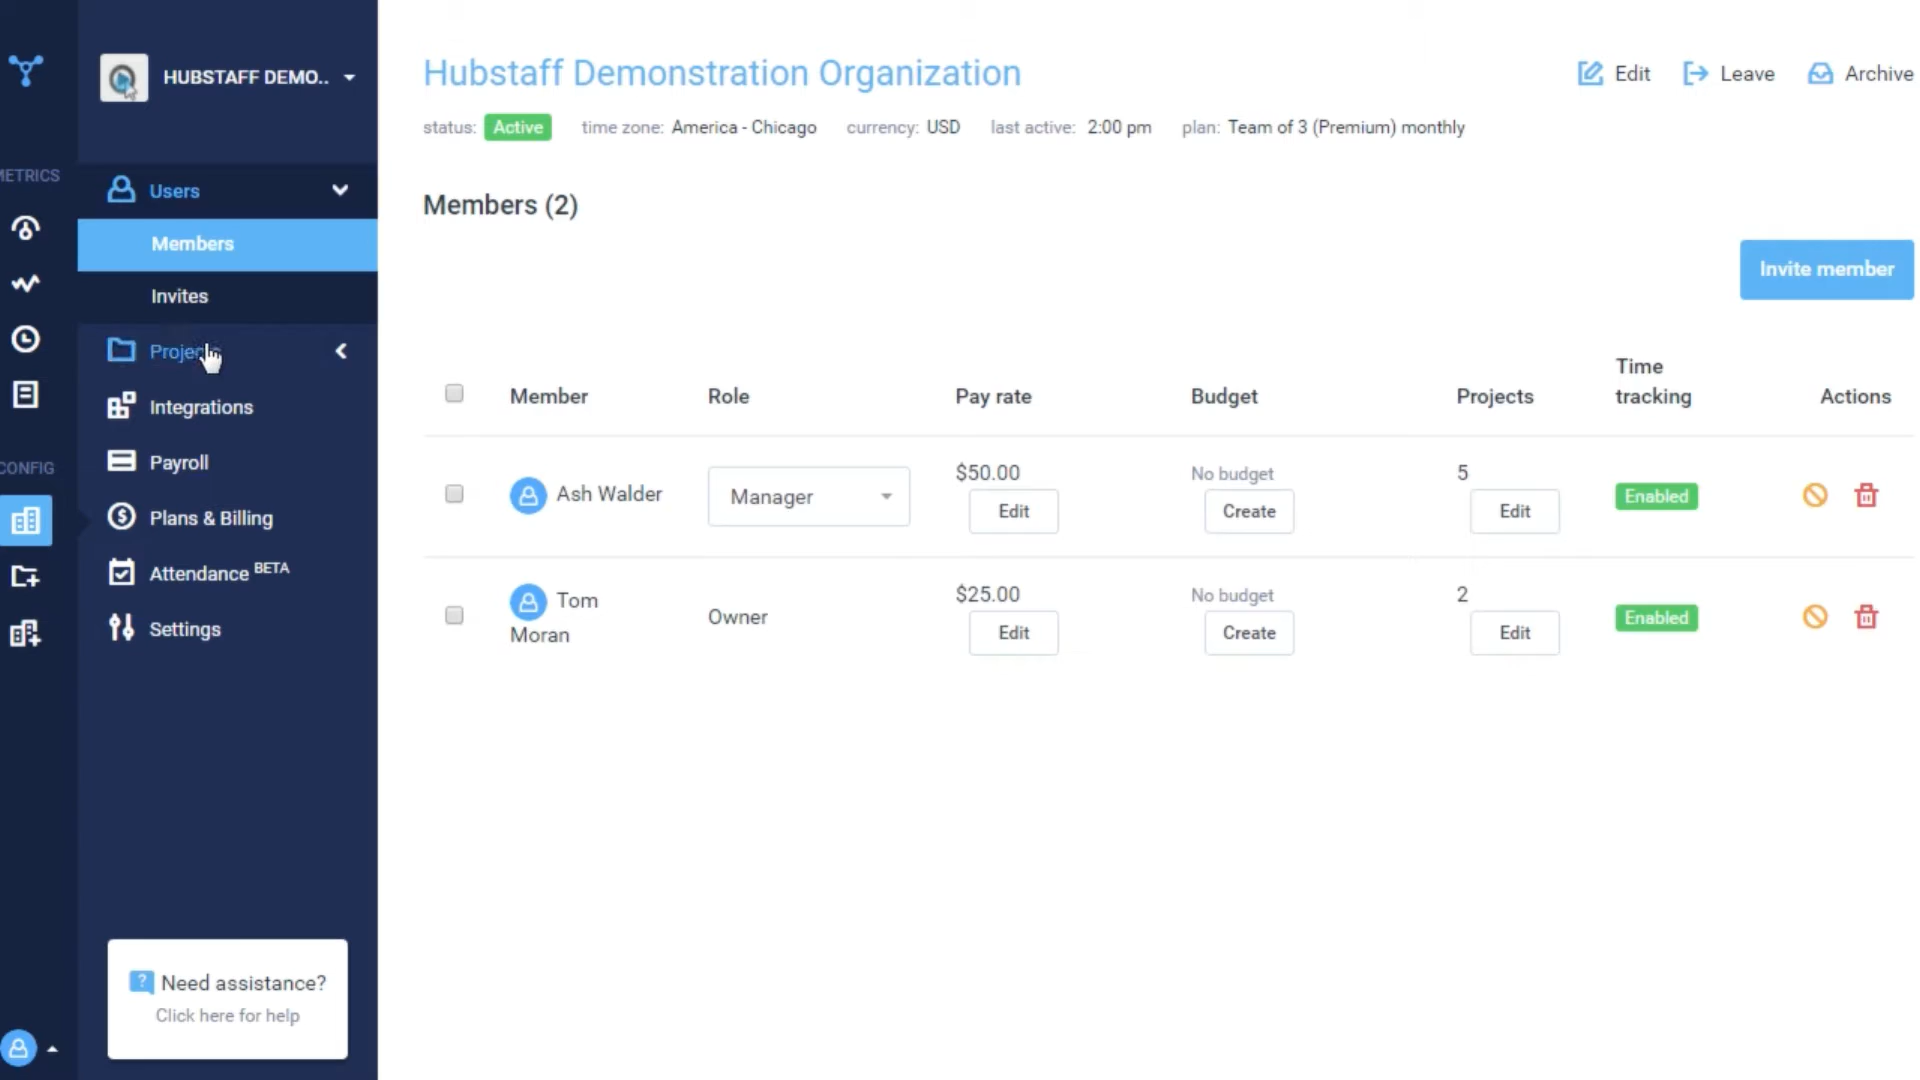 HUBSTAFF DEMO..
METRICS
Users
Members
Invites
Integrations
Payroll
CONFIG
Plans & Billing
Attendance BETA
Settings
? Need assistance?
Click here for help
Hubstaff Demonstration Organization
Edit Leave Archive
status: Active time zone: America - Chicago currency: USD last active: 2:00 pm plan: Team of 3 (Premium) monthly
Members (2)
Invite member
Member Role Pay rate Budget Projects Time tracking Actions
Ash Walder Manager $50.00 No budget 5 Enabled
Edit Create Edit
Tom Moran Owner $25.00 No budget 2 Enabled
Edit Create Edit